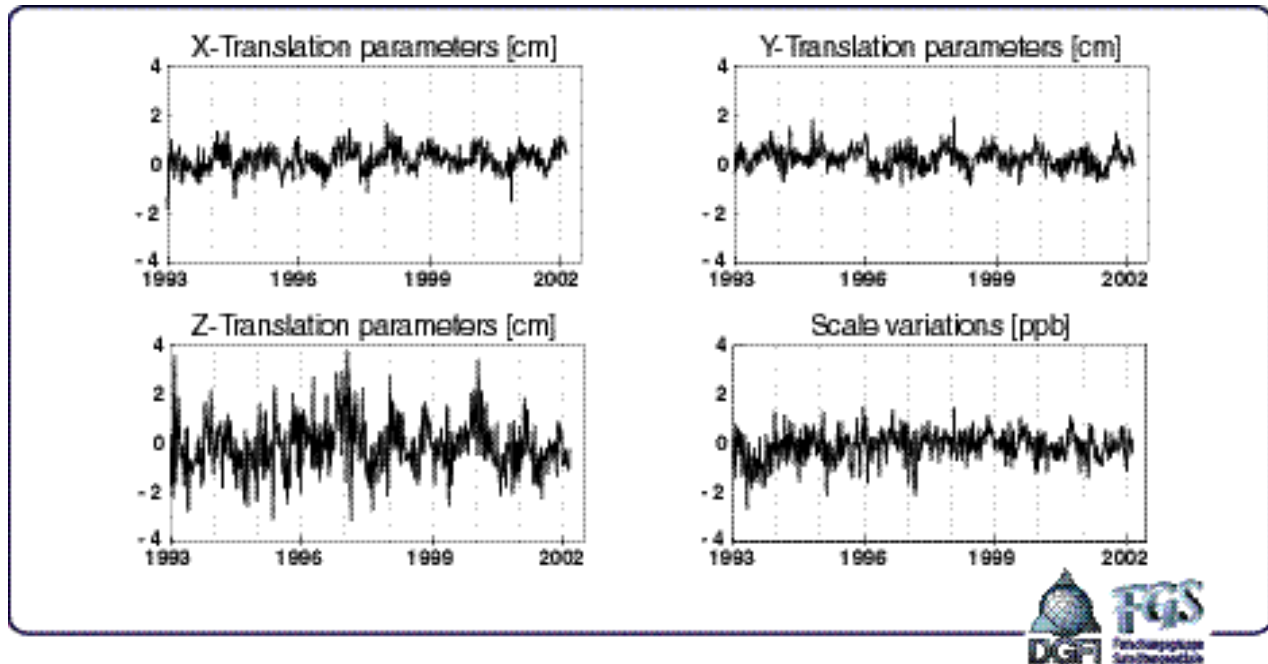 X-Translation parameters [cm]
4
2
0
- 2
- 4
1993 1996 1999 2002
Y-Translation parameters [cm]
4
2
0
- 2
- 4
1993 1996 1999 2002
Z-Translation parameters [cm]
4
2
0
- 2
- 4
1993 1996 1999 2002
Scale variations [ppb]
4
2
0
- 2
- 4
1993 1996 1999 2002
DGFI
FGS
Forschungsgruppe